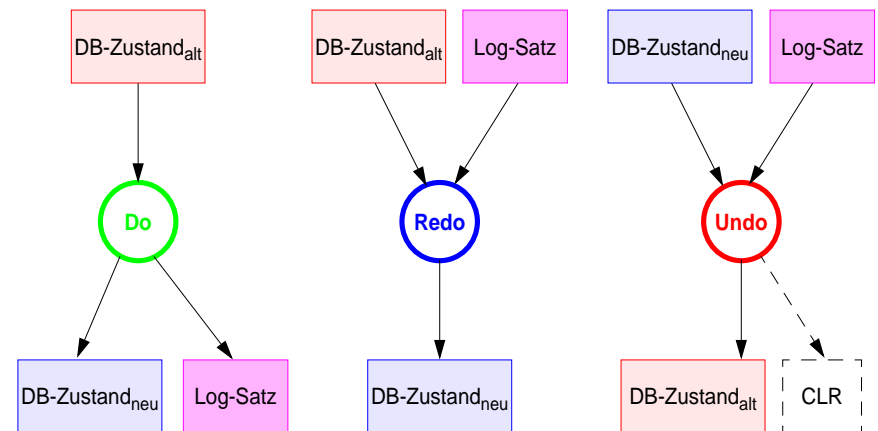 DB-Zustandalt
DB-Zustandalt
Log-Satz
DB-Zustandneu
Log-Satz
Do
Redo
Undo
DB-Zustandneu
Log-Satz
DB-Zustandneu
DB-Zustandalt
CLR